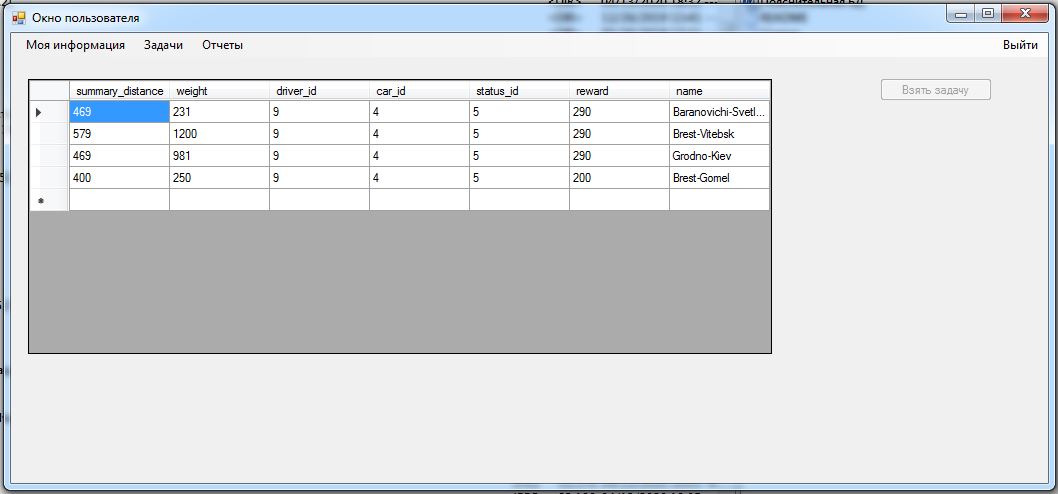 Окно пользователя
Моя информация Задачи Отчеты Выйти
Взять задачу
summary_distance weight driver_id car_id status_id reward name
469 231 9 4 5 290 Baranovichi-Svetl...
579 1200 9 4 5 290 Brest-Vitebsk
469 981 9 4 5 290 Grodno-Kiev
400 250 9 4 5 200 Brest-Gomel